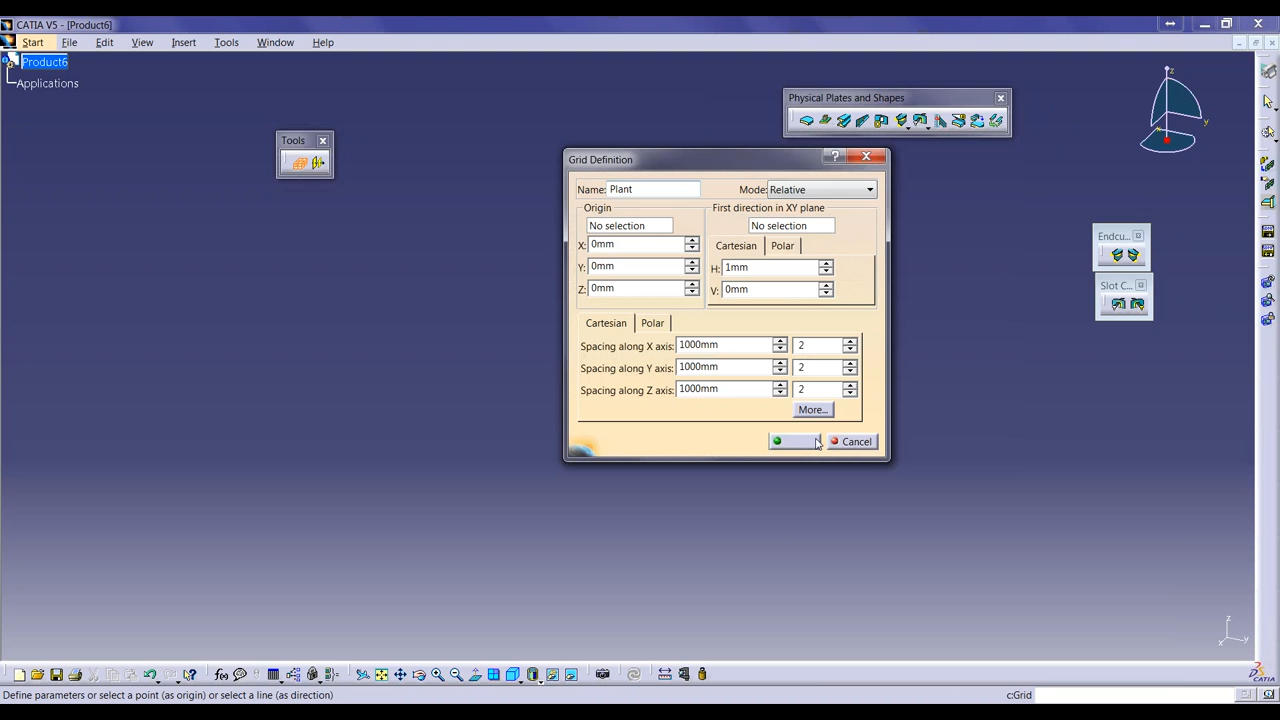 CATIA V5 - [Product6]
Start File Edit View Insert Tools Window Help
Product6
Applications
Tools
Physical Plates and Shapes
z
y
x
Grid Definition
Name: Plant Mode: Relative
Origin First direction in XY plane
No selection No selection
X: 0mm Cartesian Polar
Y: 0mm H: 1mm
Z: 0mm V: 0mm
Cartesian Polar
Spacing along X axis: 1000mm 2
Spacing along Y axis: 1000mm 2
Spacing along Z axis: 1000mm 2
More...
Cancel
Endcu...
Slot C...
z
x y
Define parameters or select a point (as origin) or select a line (as direction) c:Grid
CATIA